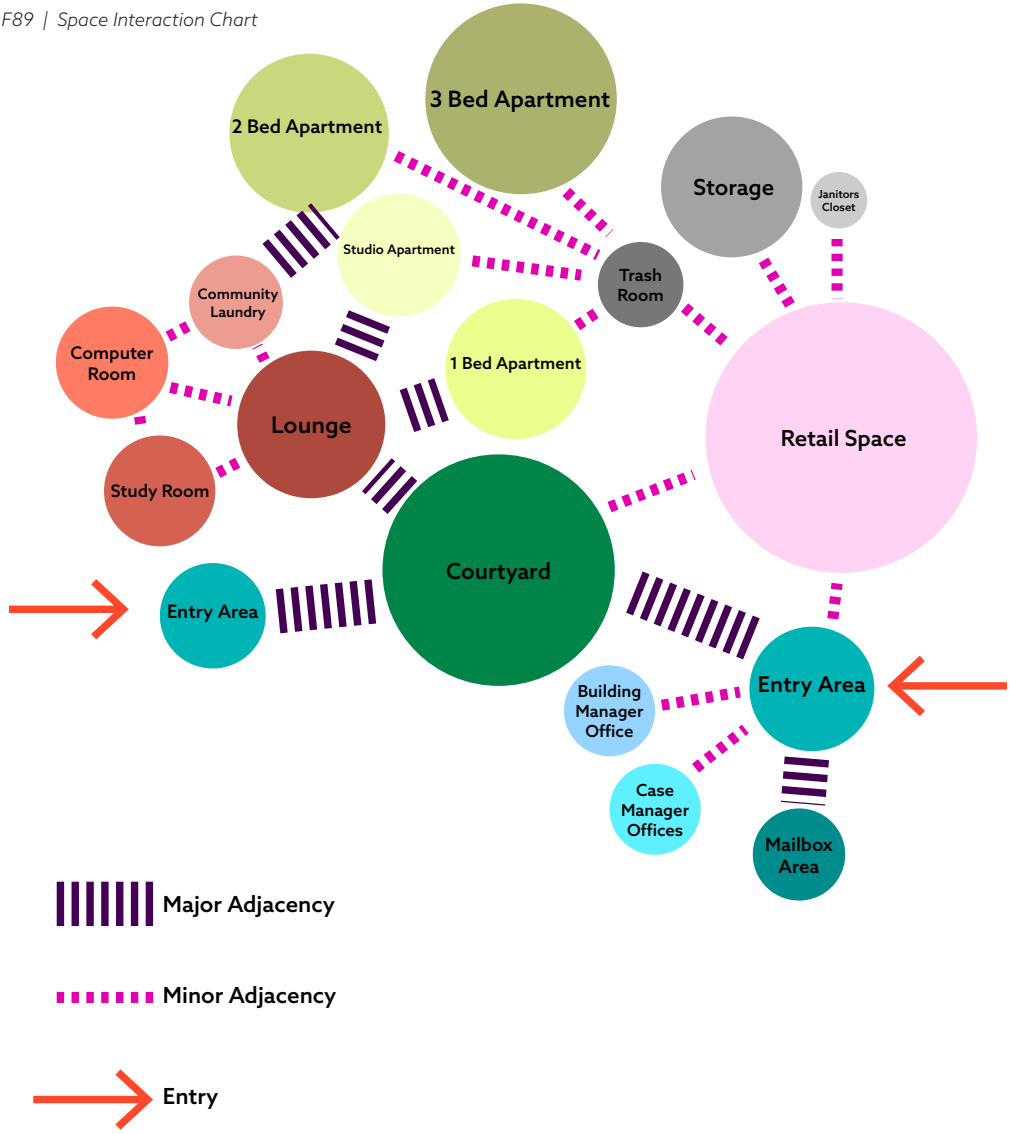 F89 | Space Interaction Chart
3 Bed Apartment
2 Bed Apartment
Storage
Janitors
Closet
Studio Apartment
Trash
Room
Community
Laundry
Computer
Room
1 Bed Apartment
Lounge
Retail Space
Study Room
Courtyard
Entry Area
Entry Area
Building
Manager
Office
Case
Manager
Offices
Mailbox
Area
Major Adjacency
Minor Adjacency
Entry